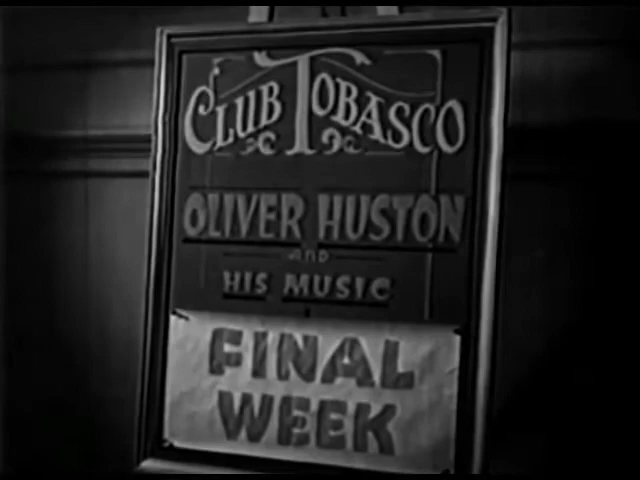 CLUB TOBASCO
OLIVER HUSTON
AND
HIS MUSIC
FINAL
WEEK